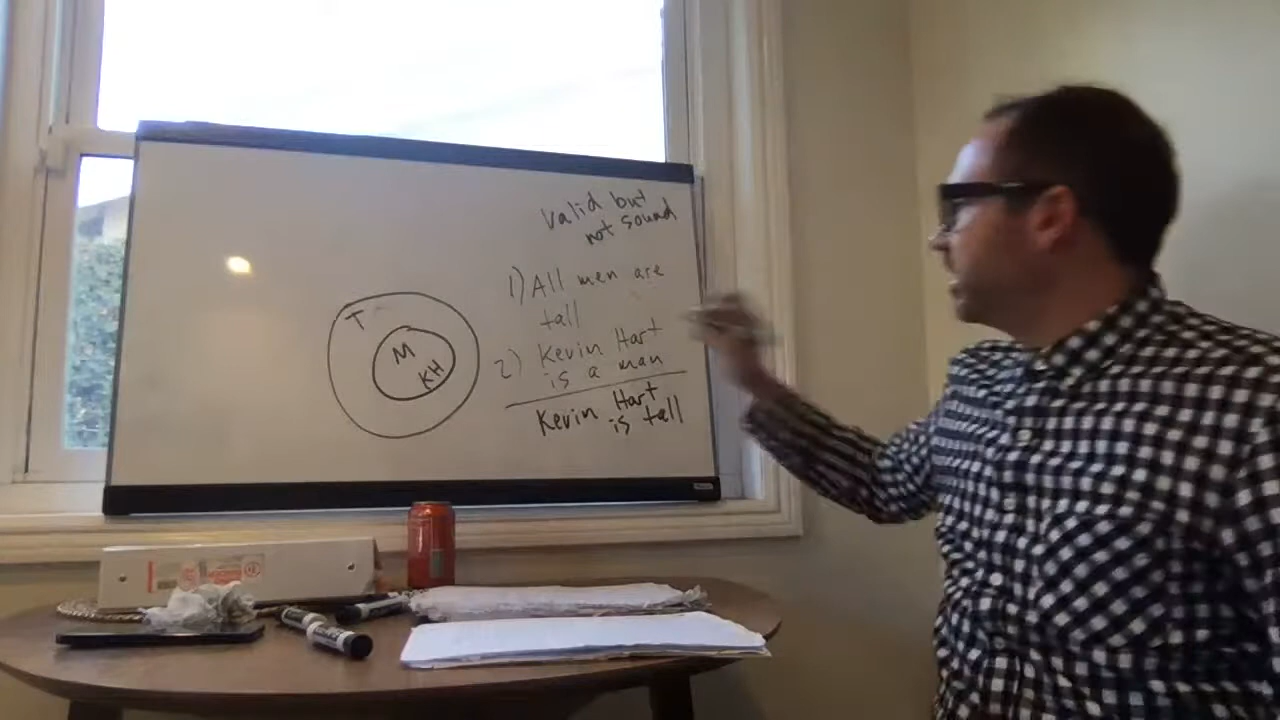 Valid but
not sound
1) All men are
tall
2) Kevin Hart
is a man
Kevin Hart
is tall
T
M
KH